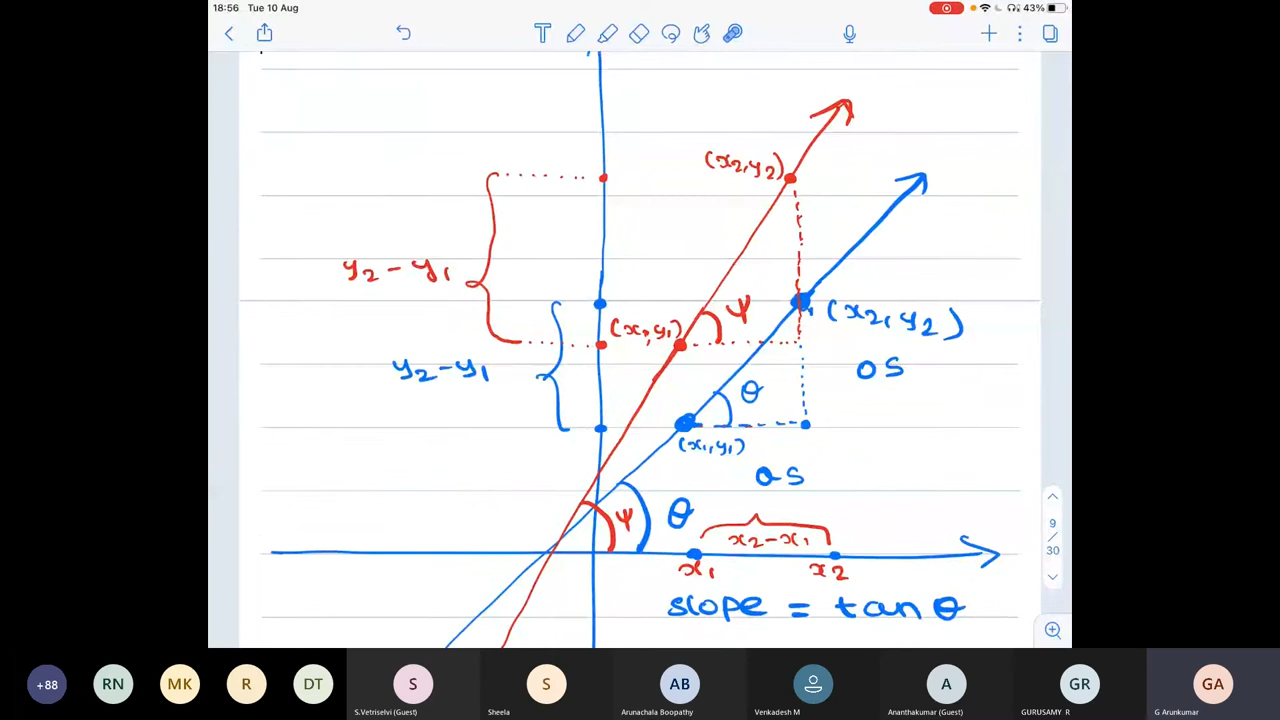 18:56 Tue 10 Aug
43%
(x2,y2)
y2 - y1
(x1,y1)
ψ
(x2,y2)
y2 - y1
OS
θ
(x1,y1)
as
ψ
θ
x2-x1
x1
x2
slope = tan θ
9
/
30
+88
RN
MK
R
DT
S
S
AB
A
GR
GA
S.Vetriselvi (Guest)
Sheela
Arunachala Boopathy
Venkadesh M
Ananthakumar (Guest)
GURUSAMY R
G Arunkumar